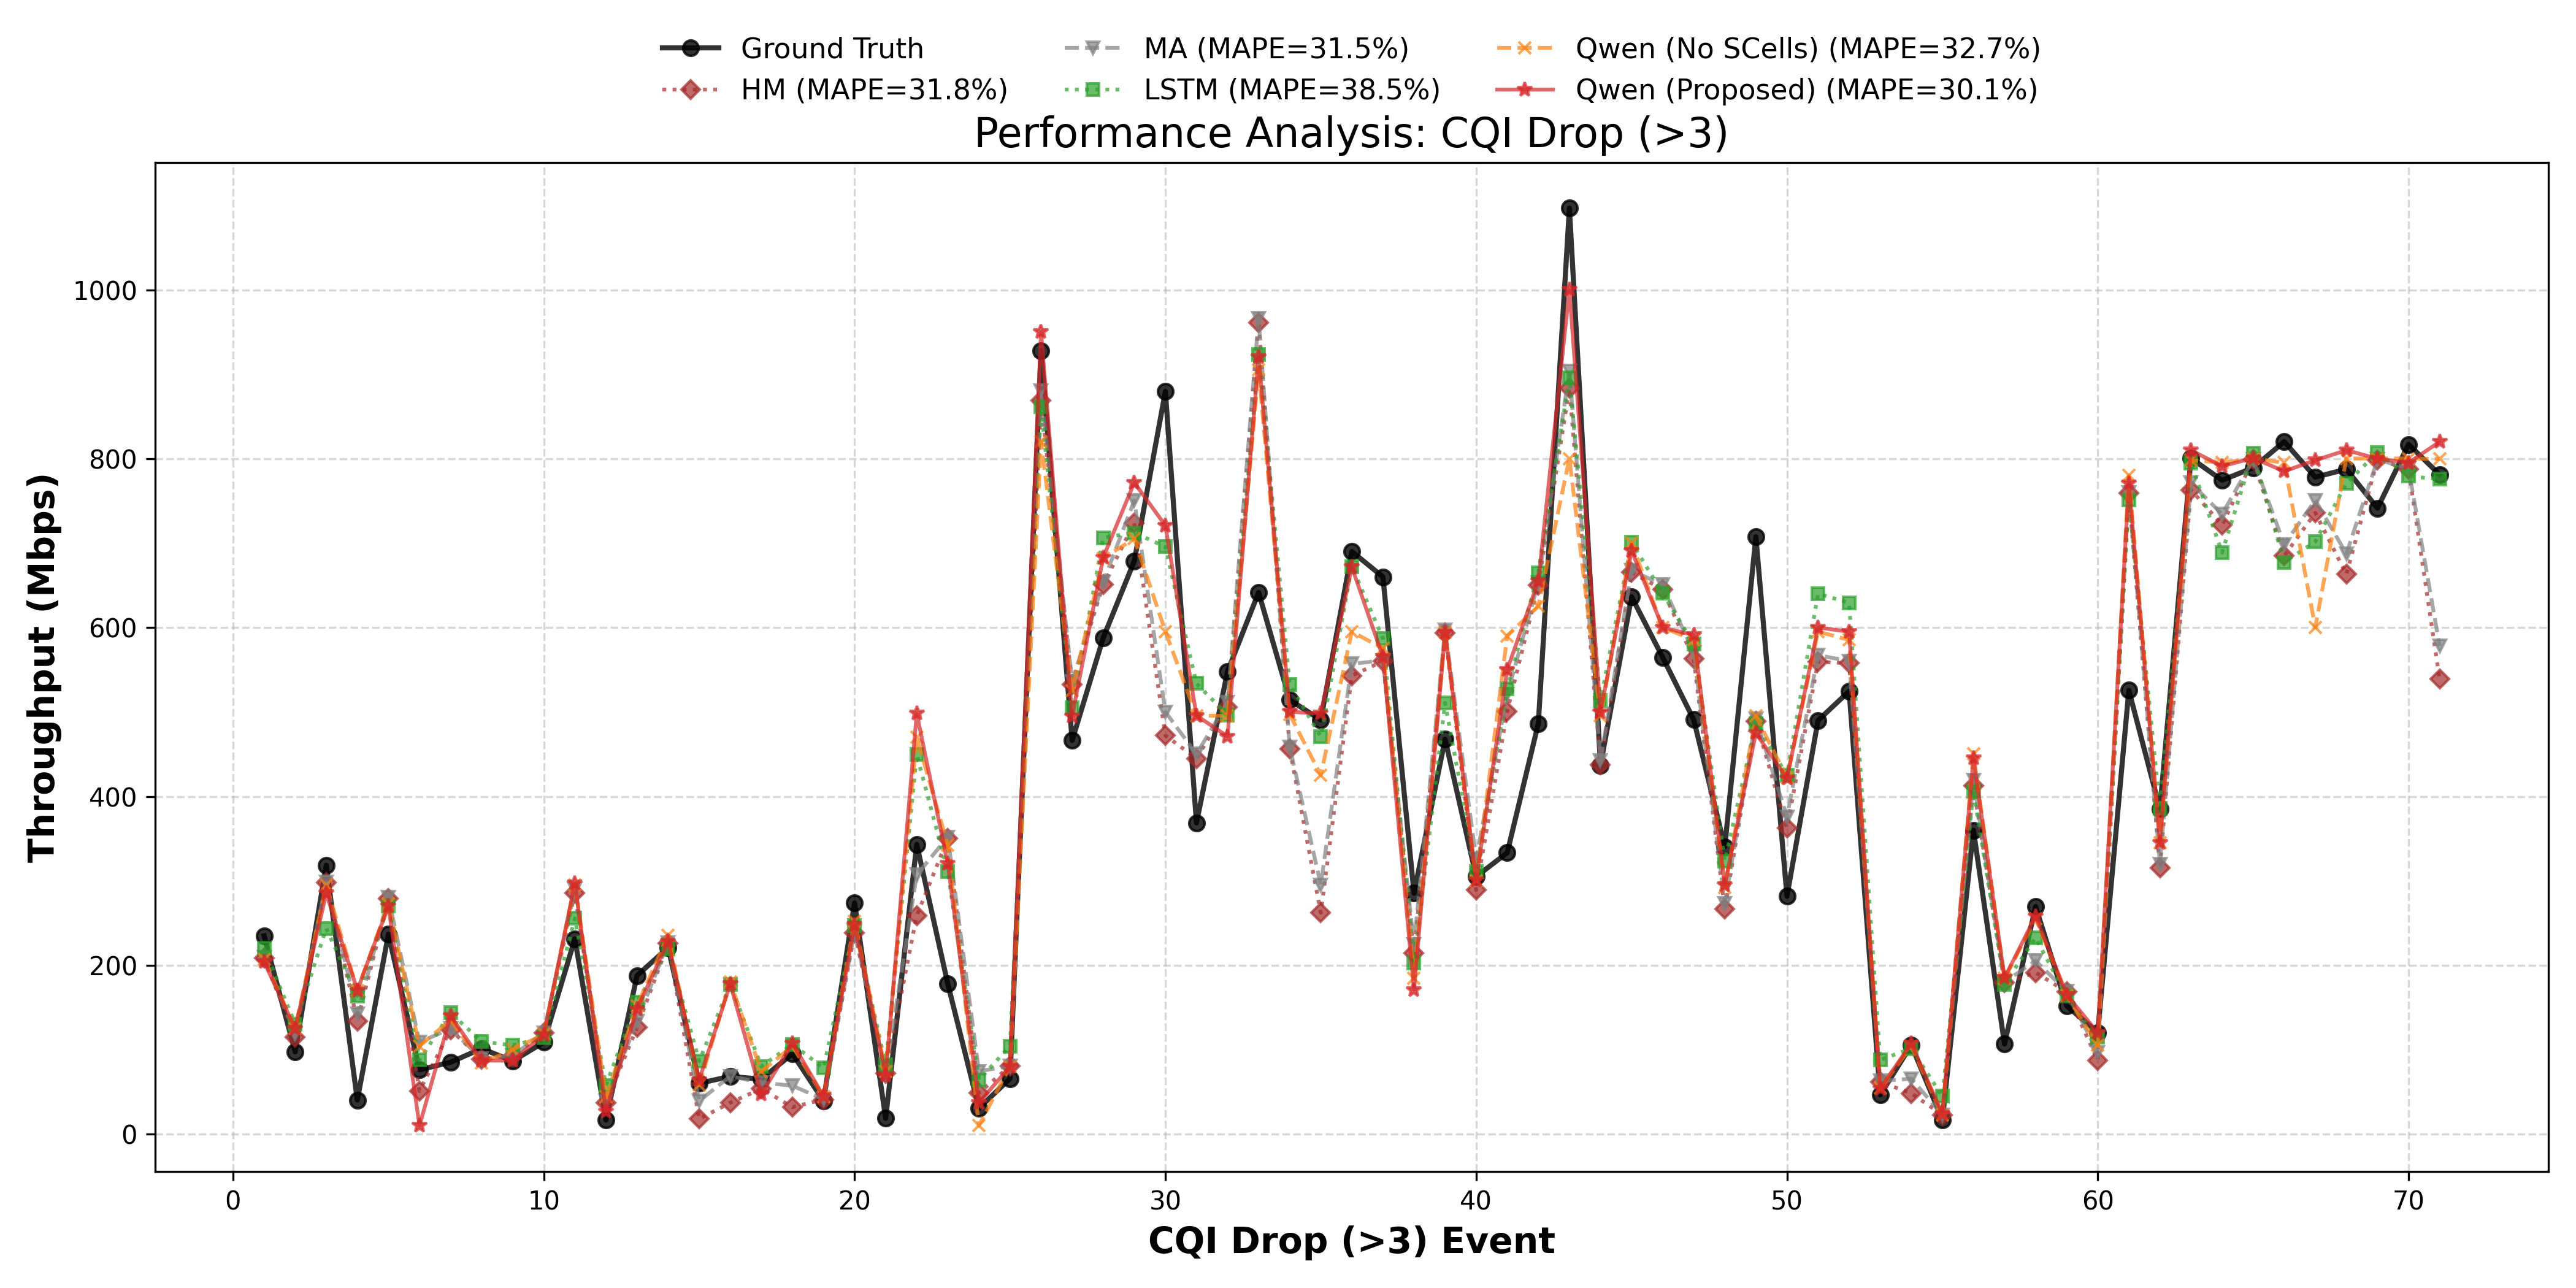 Ground Truth
HM (MAPE=31.8%)
MA (MAPE=31.5%)
LSTM (MAPE=38.5%)
Qwen (No SCells) (MAPE=32.7%)
Qwen (Proposed) (MAPE=30.1%)
Performance Analysis: CQI Drop (>3)
Throughput (Mbps)
1000
800
600
400
200
0
0 10 20 30 40 50 60 70
CQI Drop (>3) Event